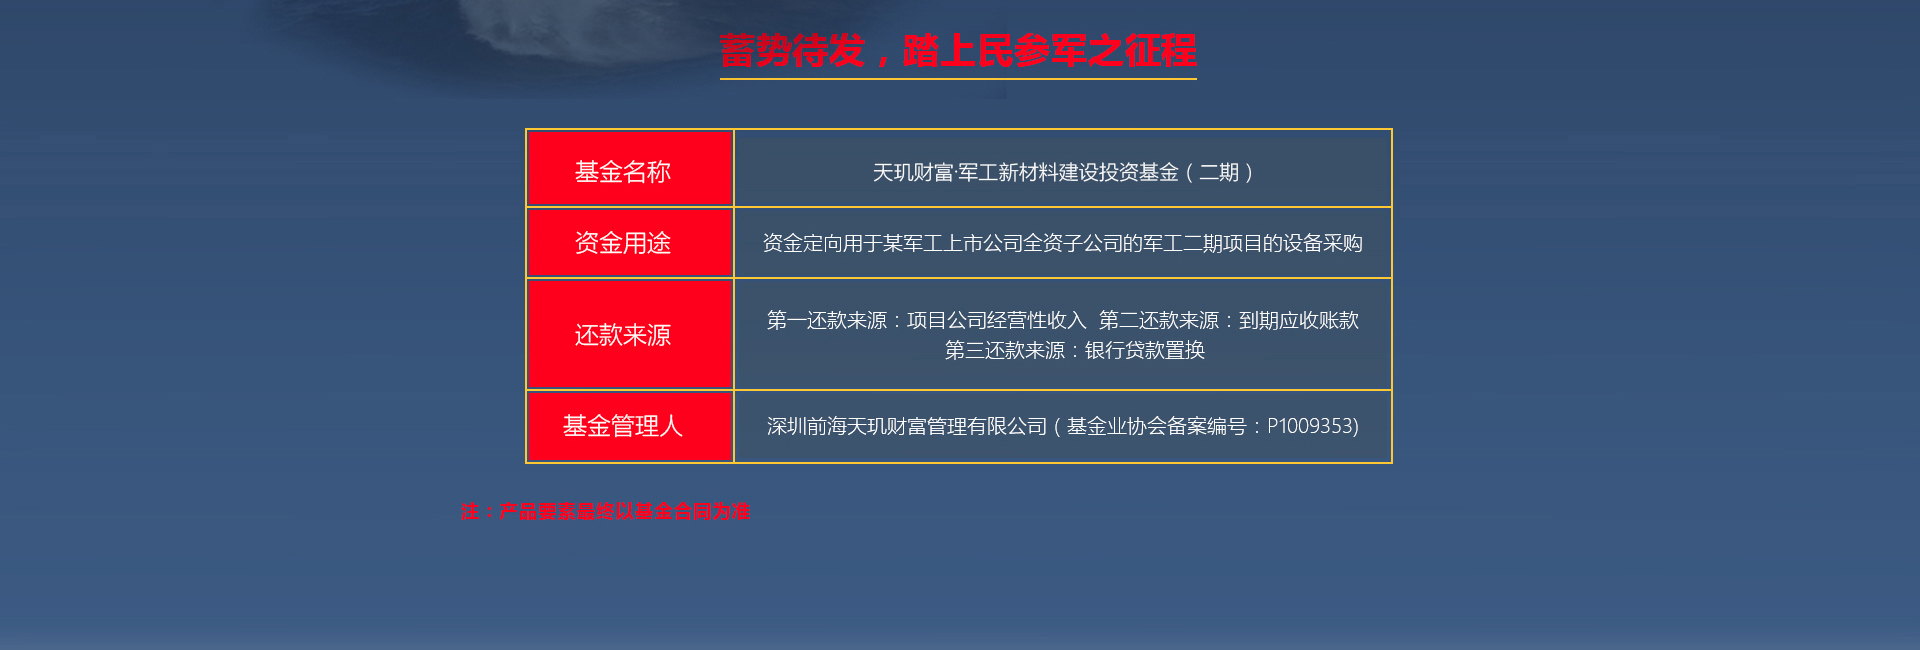 蓄势待发，踏上民参军之征程
基金名称
天玑财富·军工新材料建设投资基金（二期）
资金用途
资金定向用于某军工上市公司全资子公司的军工二期项目的设备采购
还款来源
第一还款来源：项目公司经营性收入 第二还款来源：到期应收账款
第三还款来源：银行贷款置换
基金管理人
深圳前海天玑财富管理有限公司（基金业协会备案编号：P1009353)
注：产品要素最终以基金合同为准